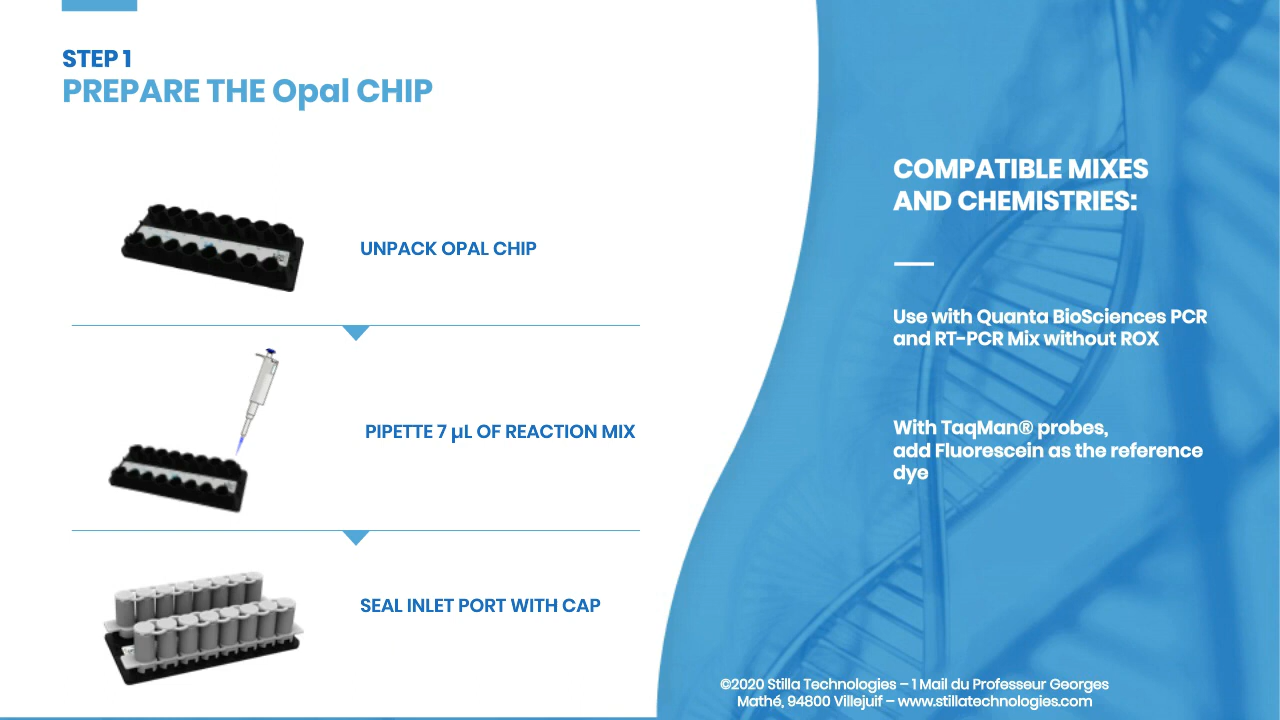 STEP 1
PREPARE THE Opal CHIP
UNPACK OPAL CHIP
PIPETTE 7 µL OF REACTION MIX
SEAL INLET PORT WITH CAP
COMPATIBLE MIXES
AND CHEMISTRIES:
Use with Quanta BioSciences PCR
and RT-PCR Mix without ROX
With TaqMan® probes,
add Fluorescein as the reference
dye
©2020 Stilla Technologies – 1 Mail du Professeur Georges
Mathé, 94800 Villejuif – www.stillatechnologies.com